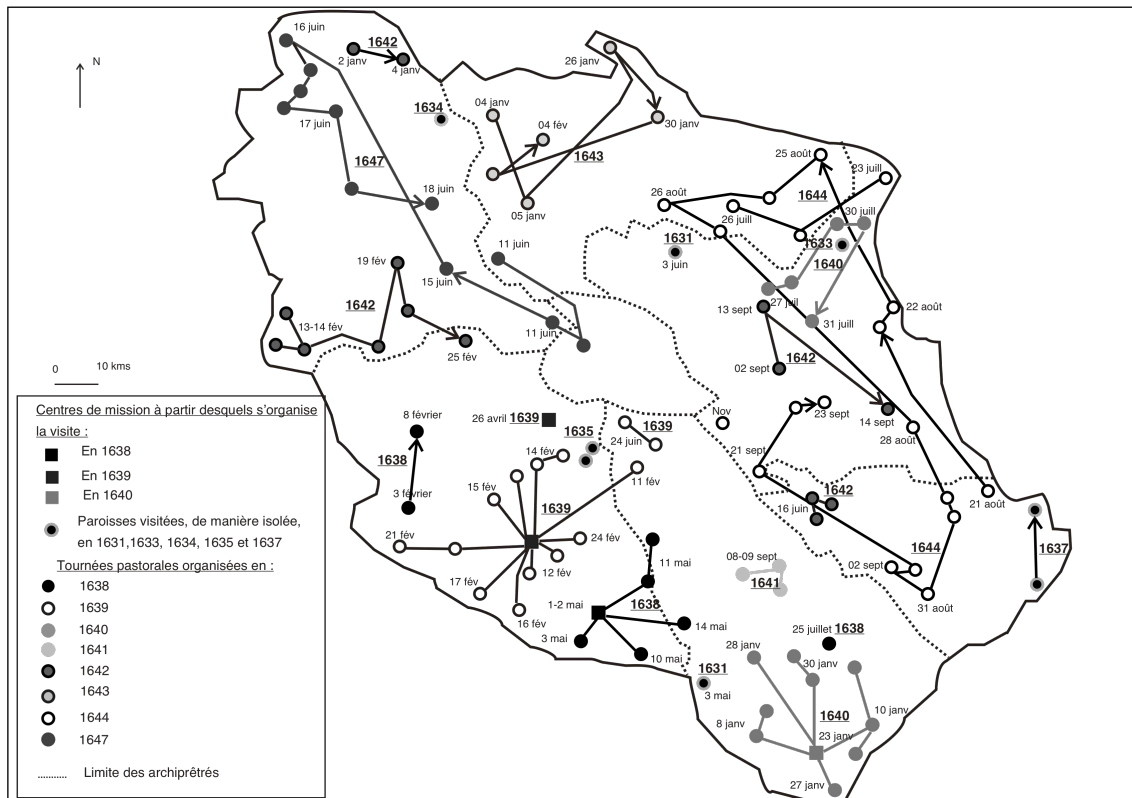 16 juin
1642
2 janv
4 janv
26 janv
N
1634
04 janv
04 fév
30 janv
17 juin
1643
1647
25 août
23 juill
18 juin
05 janv
26 août
1644
26 juill
30 juill
1631
1633
3 juin
11 juin
1640
19 fév
15 juin
27 juil
22 août
13 sept
1642
13-14 fév
11 juin
31 juill
25 fév
1642
02 sept
0 10 kms
Centres de mission à partir desquels s'organise
la visite :
En 1638
En 1639
En 1640
Paroisses visitées, de manière isolée,
en 1631,1633, 1634, 1635 et 1637
Tournées pastorales organisées en :
1638
1639
1640
1641
1642
1643
1644
1647
Limite des archiprêtrés
8 février
26 avril 1639
Nov
23 sept
14 sept
1635
1639
24 juin
28 août
14 fév
1638
21 sept
11 fév
15 fév
3 février
1642
16 juin
21 août
1639
21 fév
24 fév
1637
08-09 sept
02 sept
1644
11 mai
12 fév
17 fév
1641
31 août
1-2 mai
1638
16 fév
14 mai
25 juillet 1638
3 mai
28 janv
10 mai
1631
30 janv
3 mai
1640
10 janv
8 janv
23 janv
27 janv